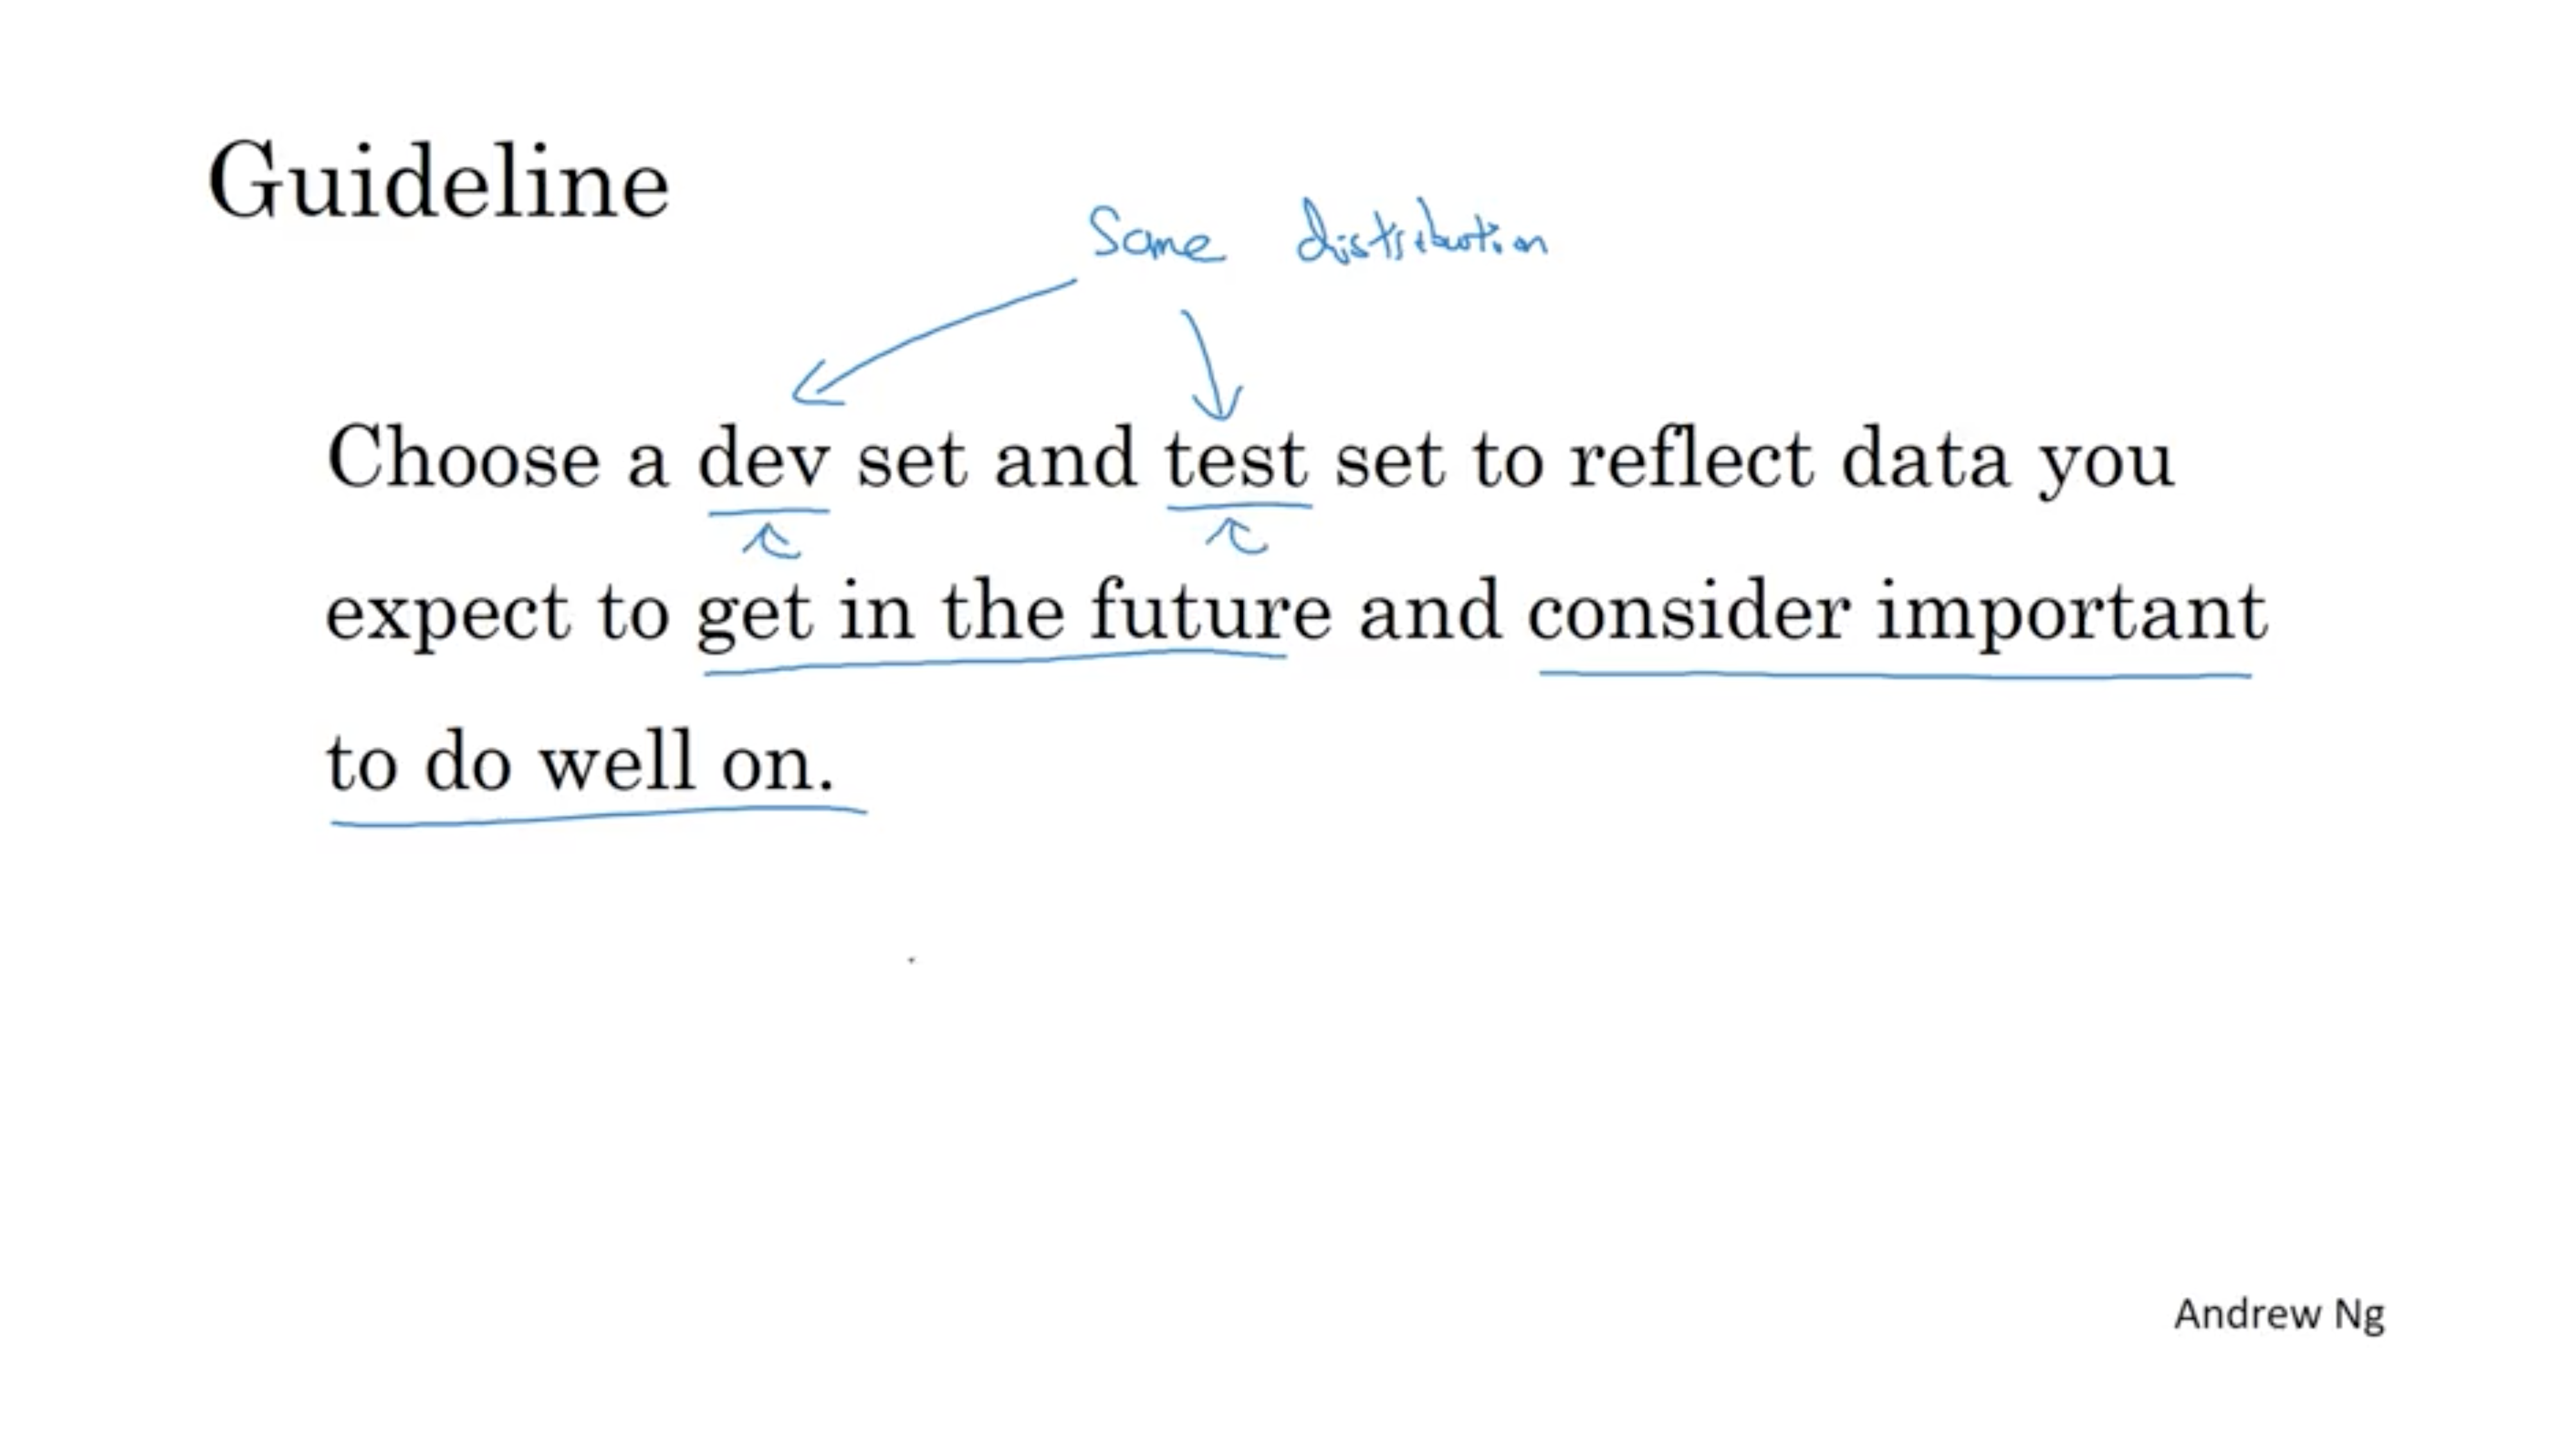 Guideline
Same distribution
Choose a dev set and test set to reflect data you
expect to get in the future and consider important
to do well on.
Andrew Ng